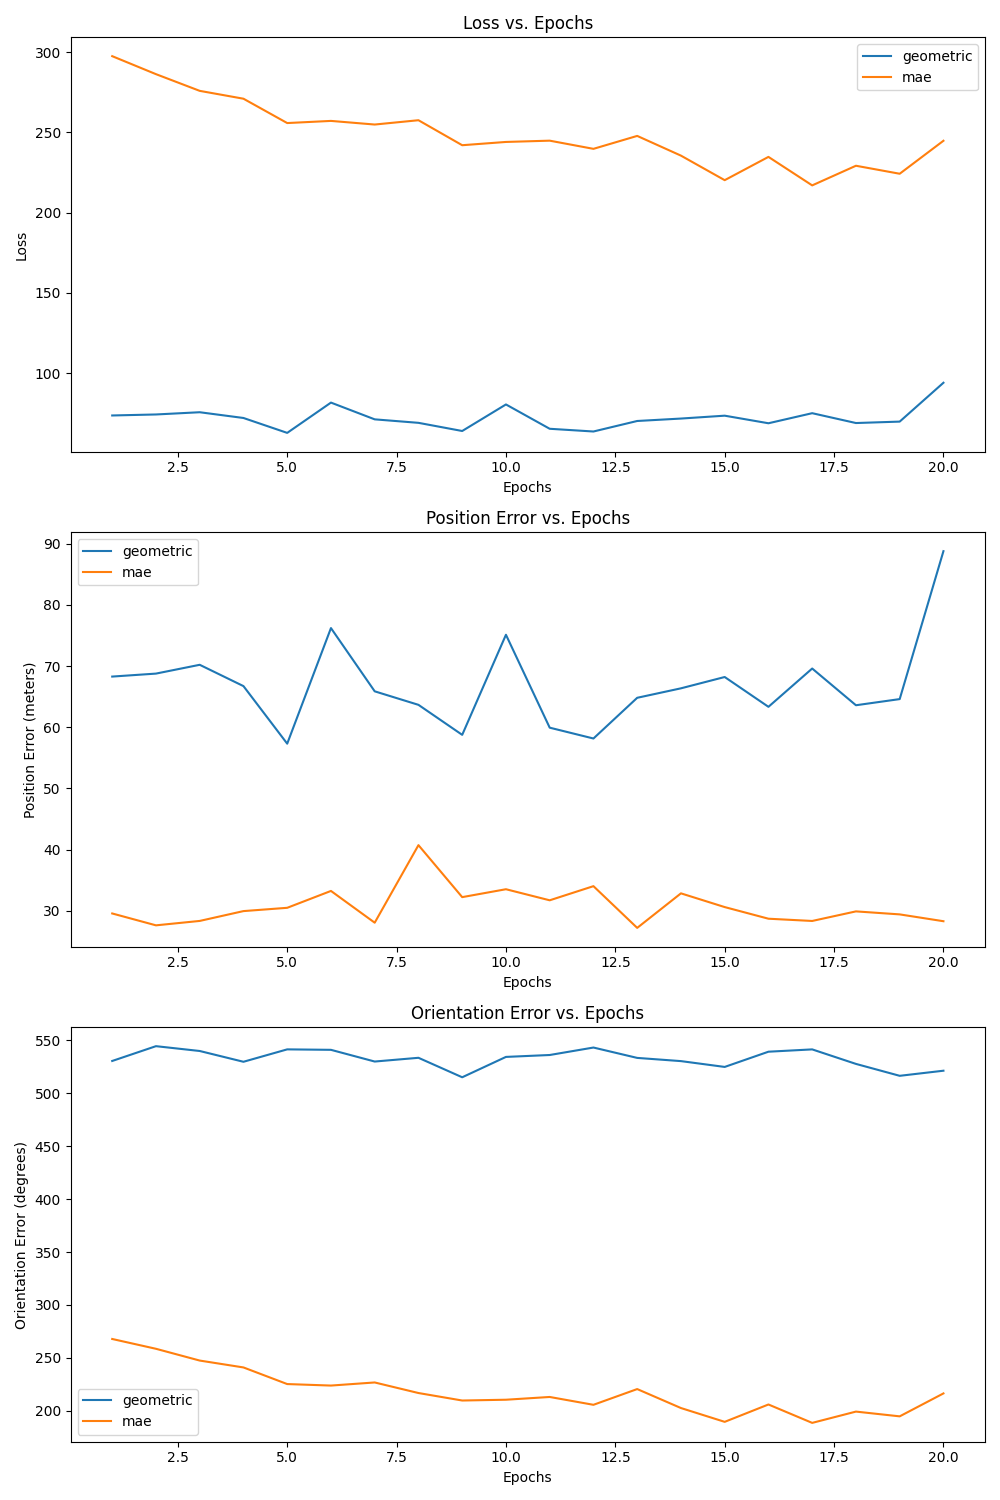 Loss vs. Epochs
300
250
200
150
100
Loss
geometric
mae
2.5 5.0 7.5 10.0 12.5 15.0 17.5 20.0
Epochs
Position Error vs. Epochs
90
80
70
60
50
40
30
Position Error (meters)
geometric
mae
2.5 5.0 7.5 10.0 12.5 15.0 17.5 20.0
Epochs
Orientation Error vs. Epochs
550
500
450
400
350
300
250
200
Orientation Error (degrees)
geometric
mae
2.5 5.0 7.5 10.0 12.5 15.0 17.5 20.0
Epochs